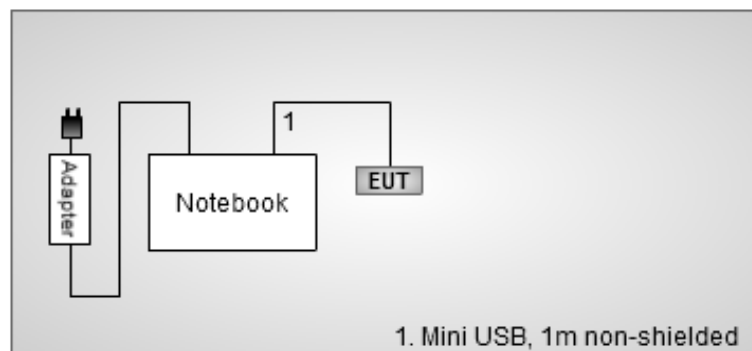 1
Adapter
Notebook
EUT
1. Mini USB, 1m non-shielded